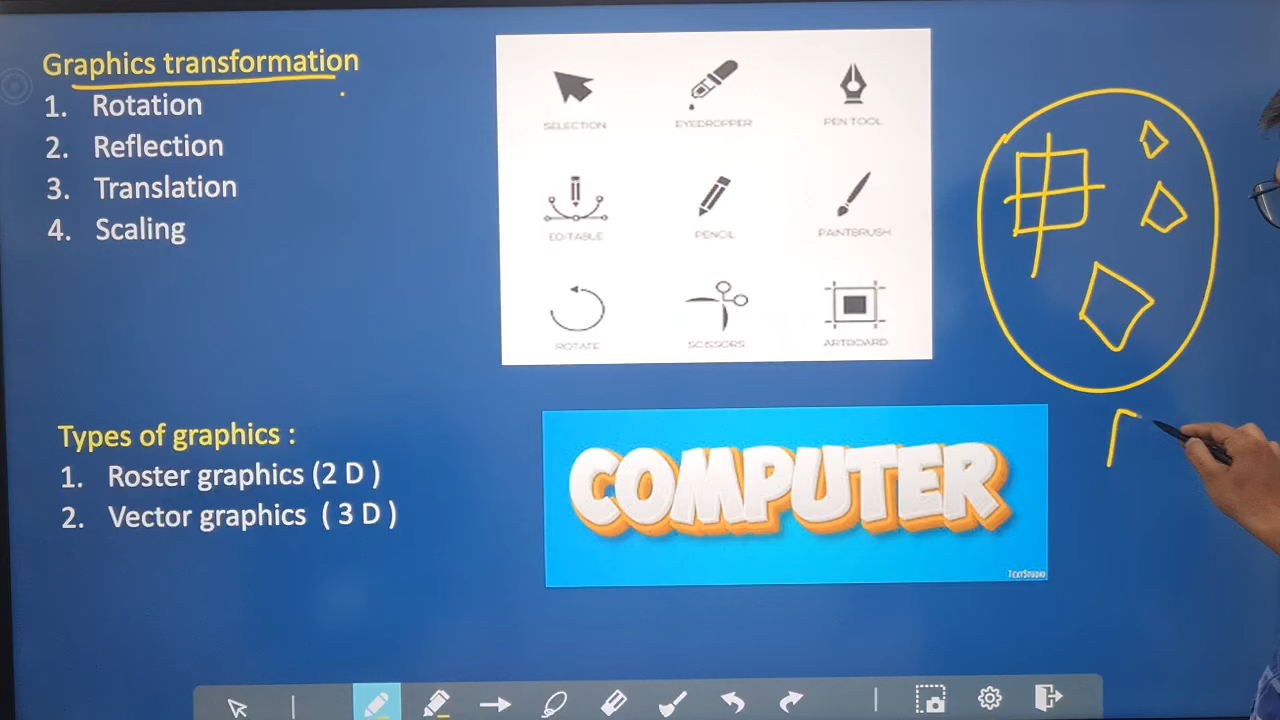 Graphics transformation
1. Rotation
2. Reflection
3. Translation
4. Scaling
SELECTION
EYEDROPPER
PEN TOOL
EDITABLE
PENCIL
PAINTBRUSH
ROTATE
SCISSORS
ARTBOARD
Types of graphics :
1. Roster graphics (2 D )
2. Vector graphics ( 3 D )
COMPUTER
TEXTSTUDIO